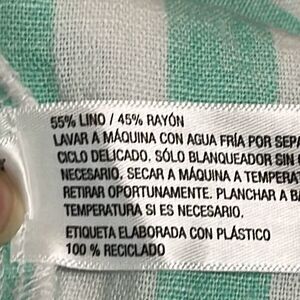 55% LINO / 45% RAYÓN
LAVAR A MÁQUINA CON AGUA FRÍA POR SEPA
CICLO DELICADO. SÓLO BLANQUEADOR SIN
NECESARIO, SECAR A MÁQUINA A TEMPERAT
RETIRAR OPORTUNAMENTE. PLANCHAR A BA
TEMPERATURA SI ES NECESARIO.
ETIQUETA ELABORADA CON PLÁSTICO
100 % RECICLADO